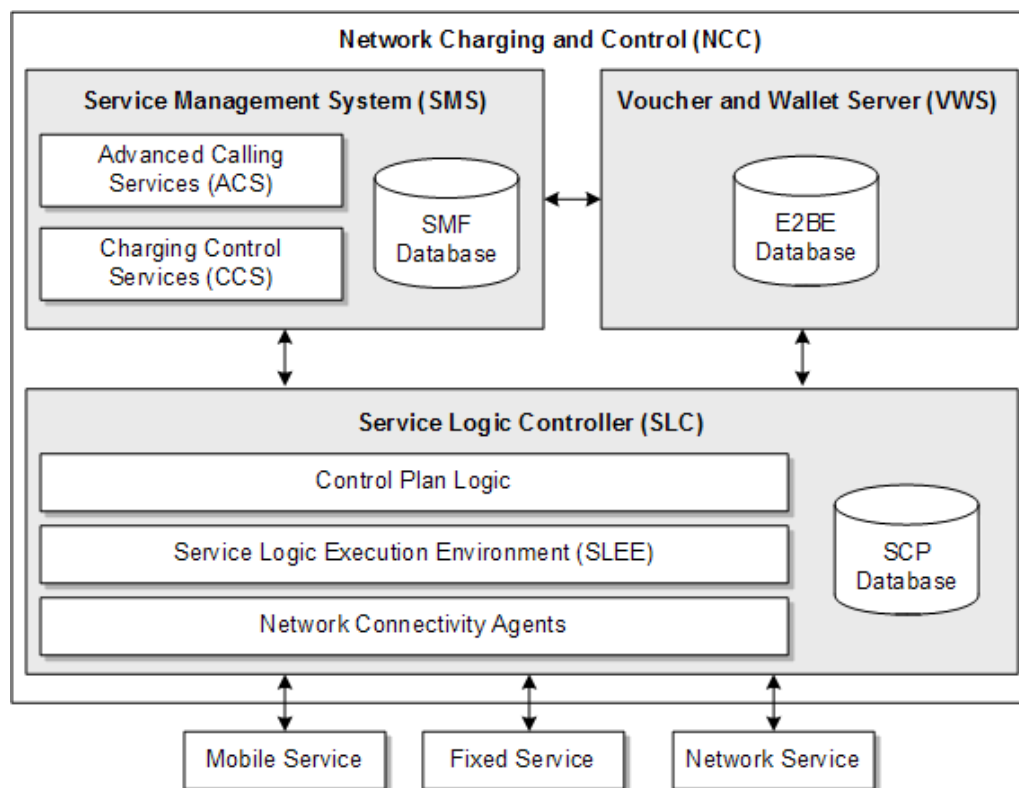 Network Charging and Control (NCC)
Service Management System (SMS)
Advanced Calling
Services (ACS)
Charging Control
Services (CCS)
SMF
Database
Voucher and Wallet Server (VWS)
E2BE
Database
Service Logic Controller (SLC)
Control Plan Logic
Service Logic Execution Environment (SLEE)
Network Connectivity Agents
SCP
Database
Mobile Service
Fixed Service
Network Service